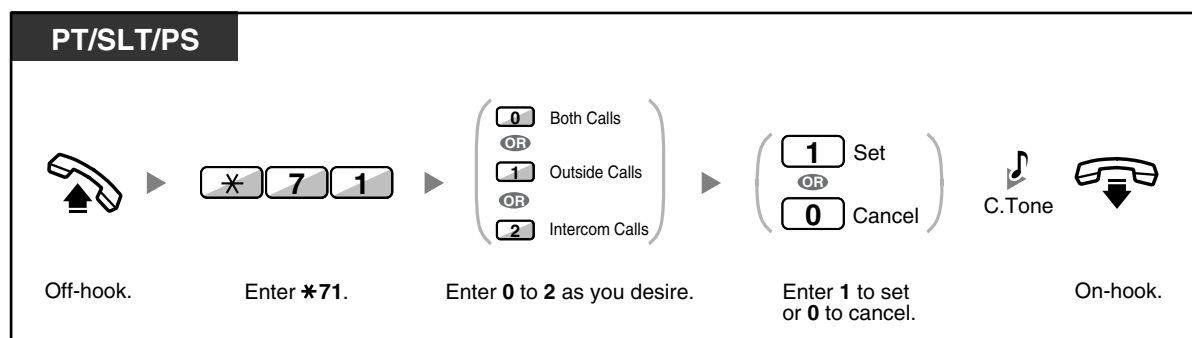 PT/SLT/PS
0 Both Calls
OR
1 Outside Calls
OR
2 Intercom Calls
* 7 1
1 Set
OR
0 Cancel
C.Tone
Off-hook.
Enter *71.
Enter 0 to 2 as you desire.
Enter 1 to set
or 0 to cancel.
On-hook.